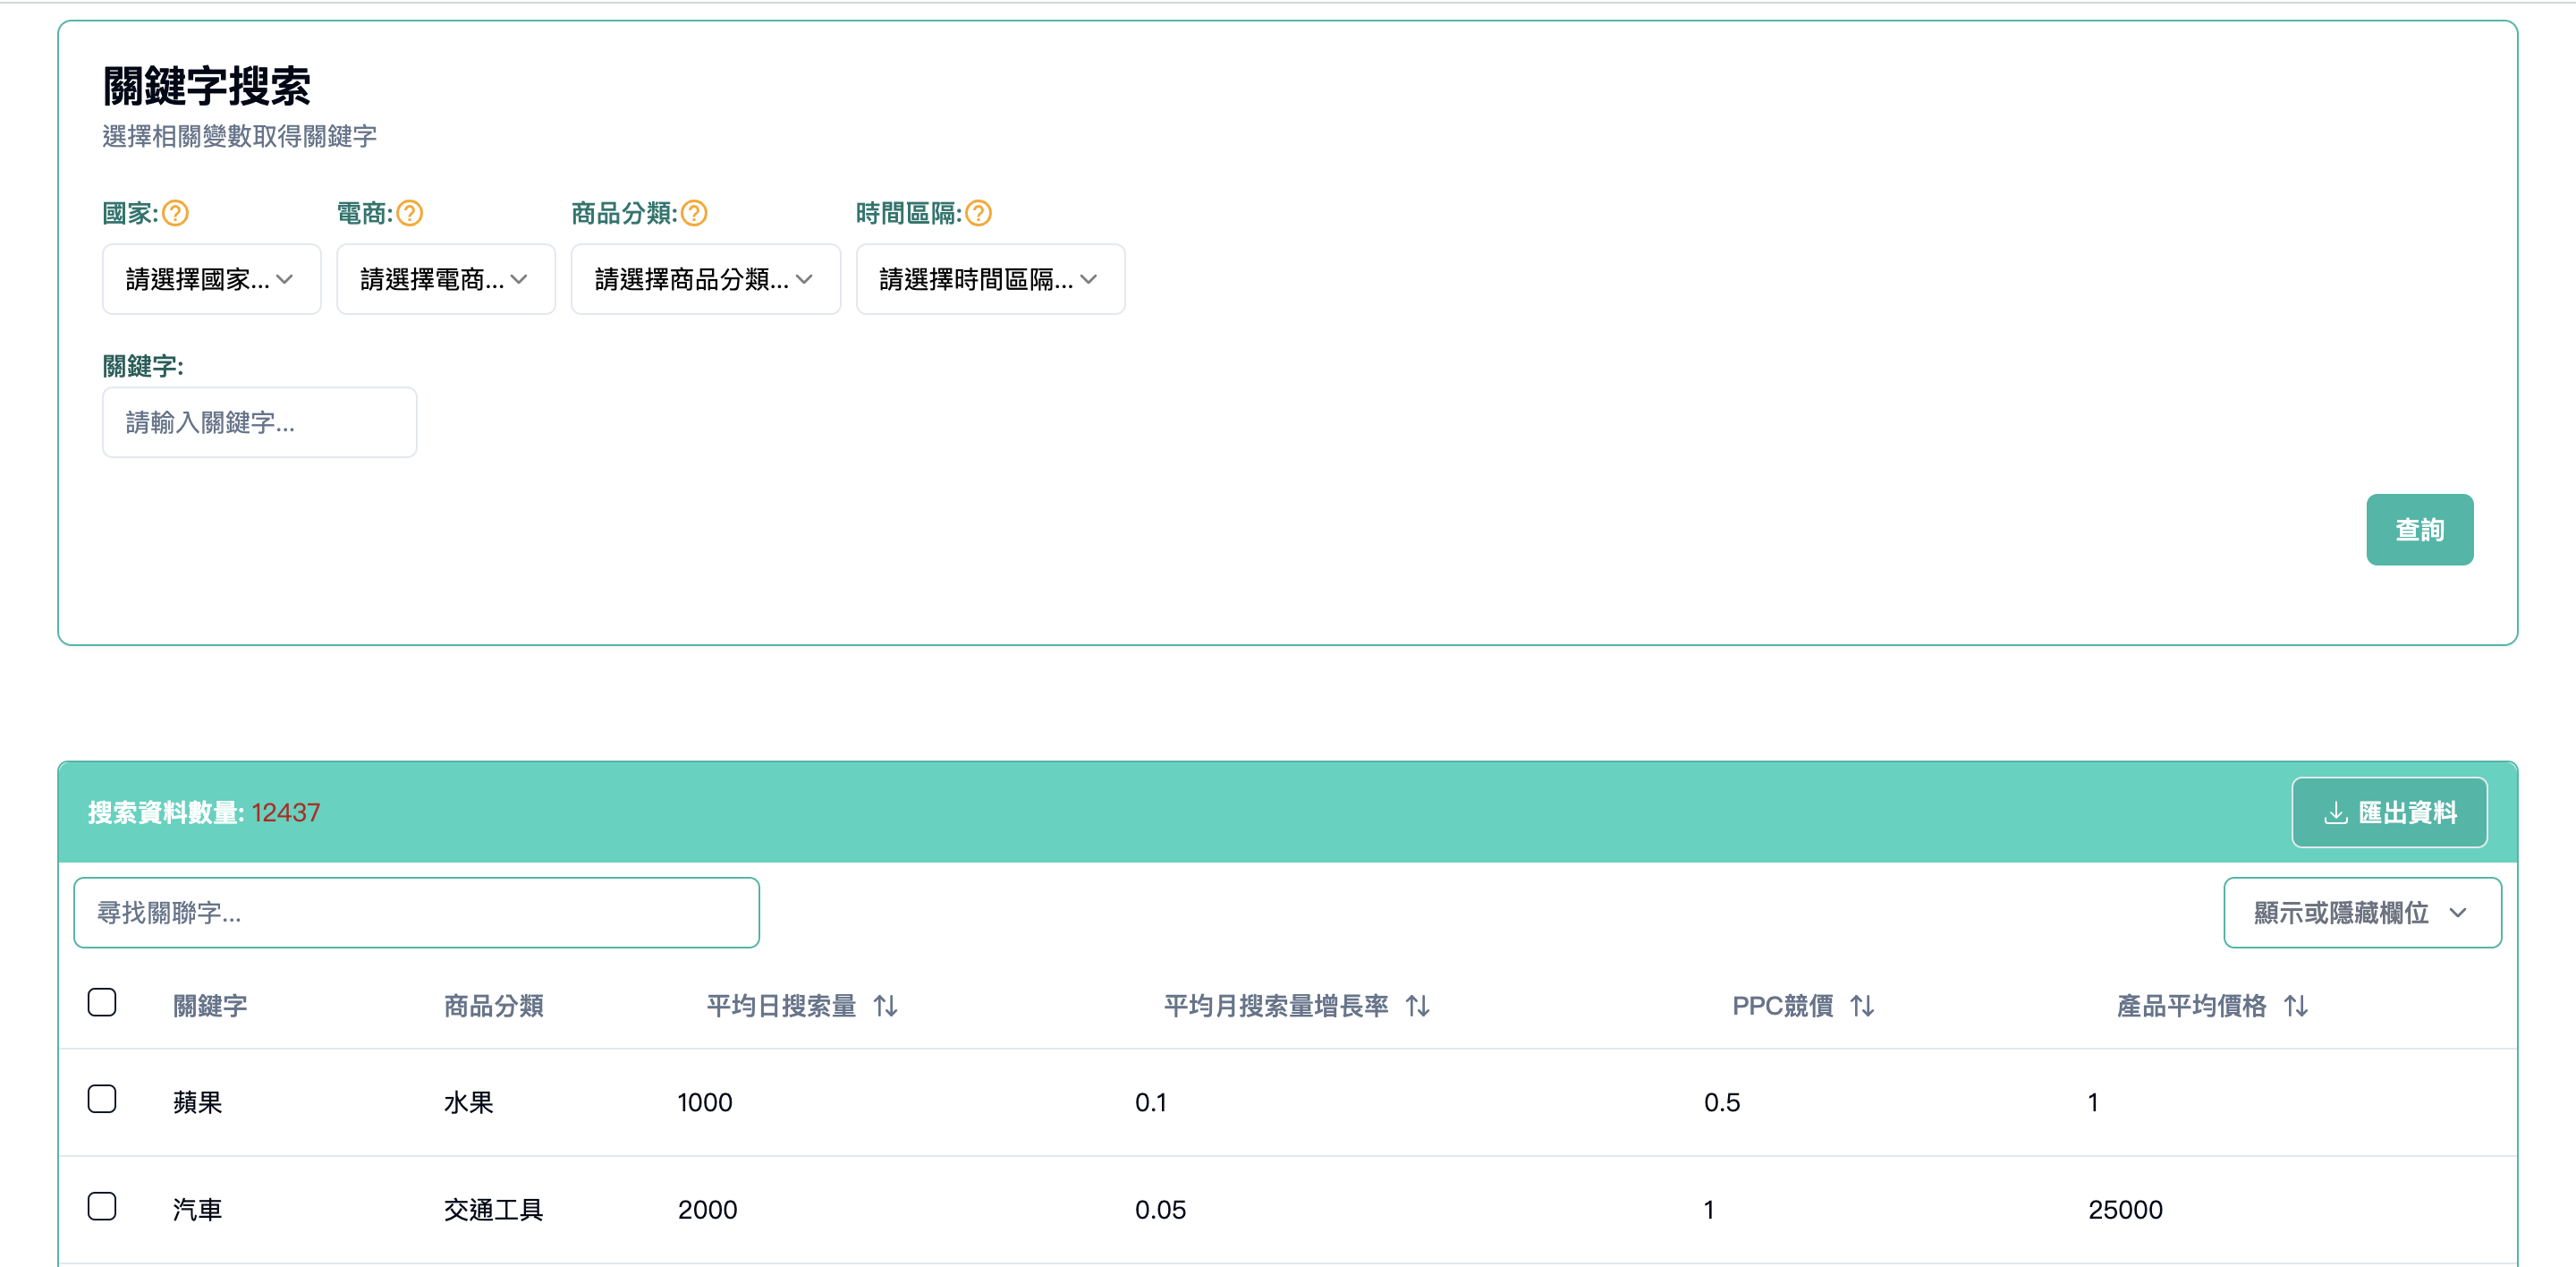 關鍵字搜索
選擇相關變數取得關鍵字
國家: 電商: 商品分類: 時間區隔:
請選擇國家... 請選擇電商... 請選擇商品分類... 請選擇時間區隔...
關鍵字:
請輸入關鍵字...
查詢
搜索資料數量: 12437 匯出資料
尋找關聯字... 顯示或隱藏欄位
關鍵字 商品分類 平均日搜索量 平均月搜索量增長率 PPC競價 產品平均價格
蘋果 水果 1000 0.1 0.5 1
汽車 交通工具 2000 0.05 1 25000